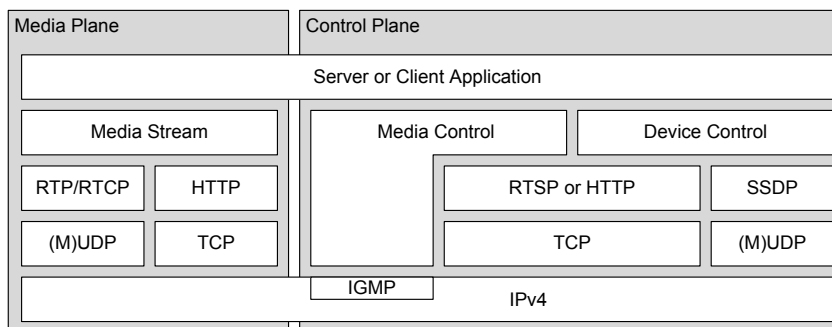 Media Plane
Control Plane
Server or Client Application
Media Stream
Media Control
Device Control
RTP/RTCP
HTTP
RTSP or HTTP
SSDP
(M)UDP
TCP
TCP
(M)UDP
IGMP
IPv4